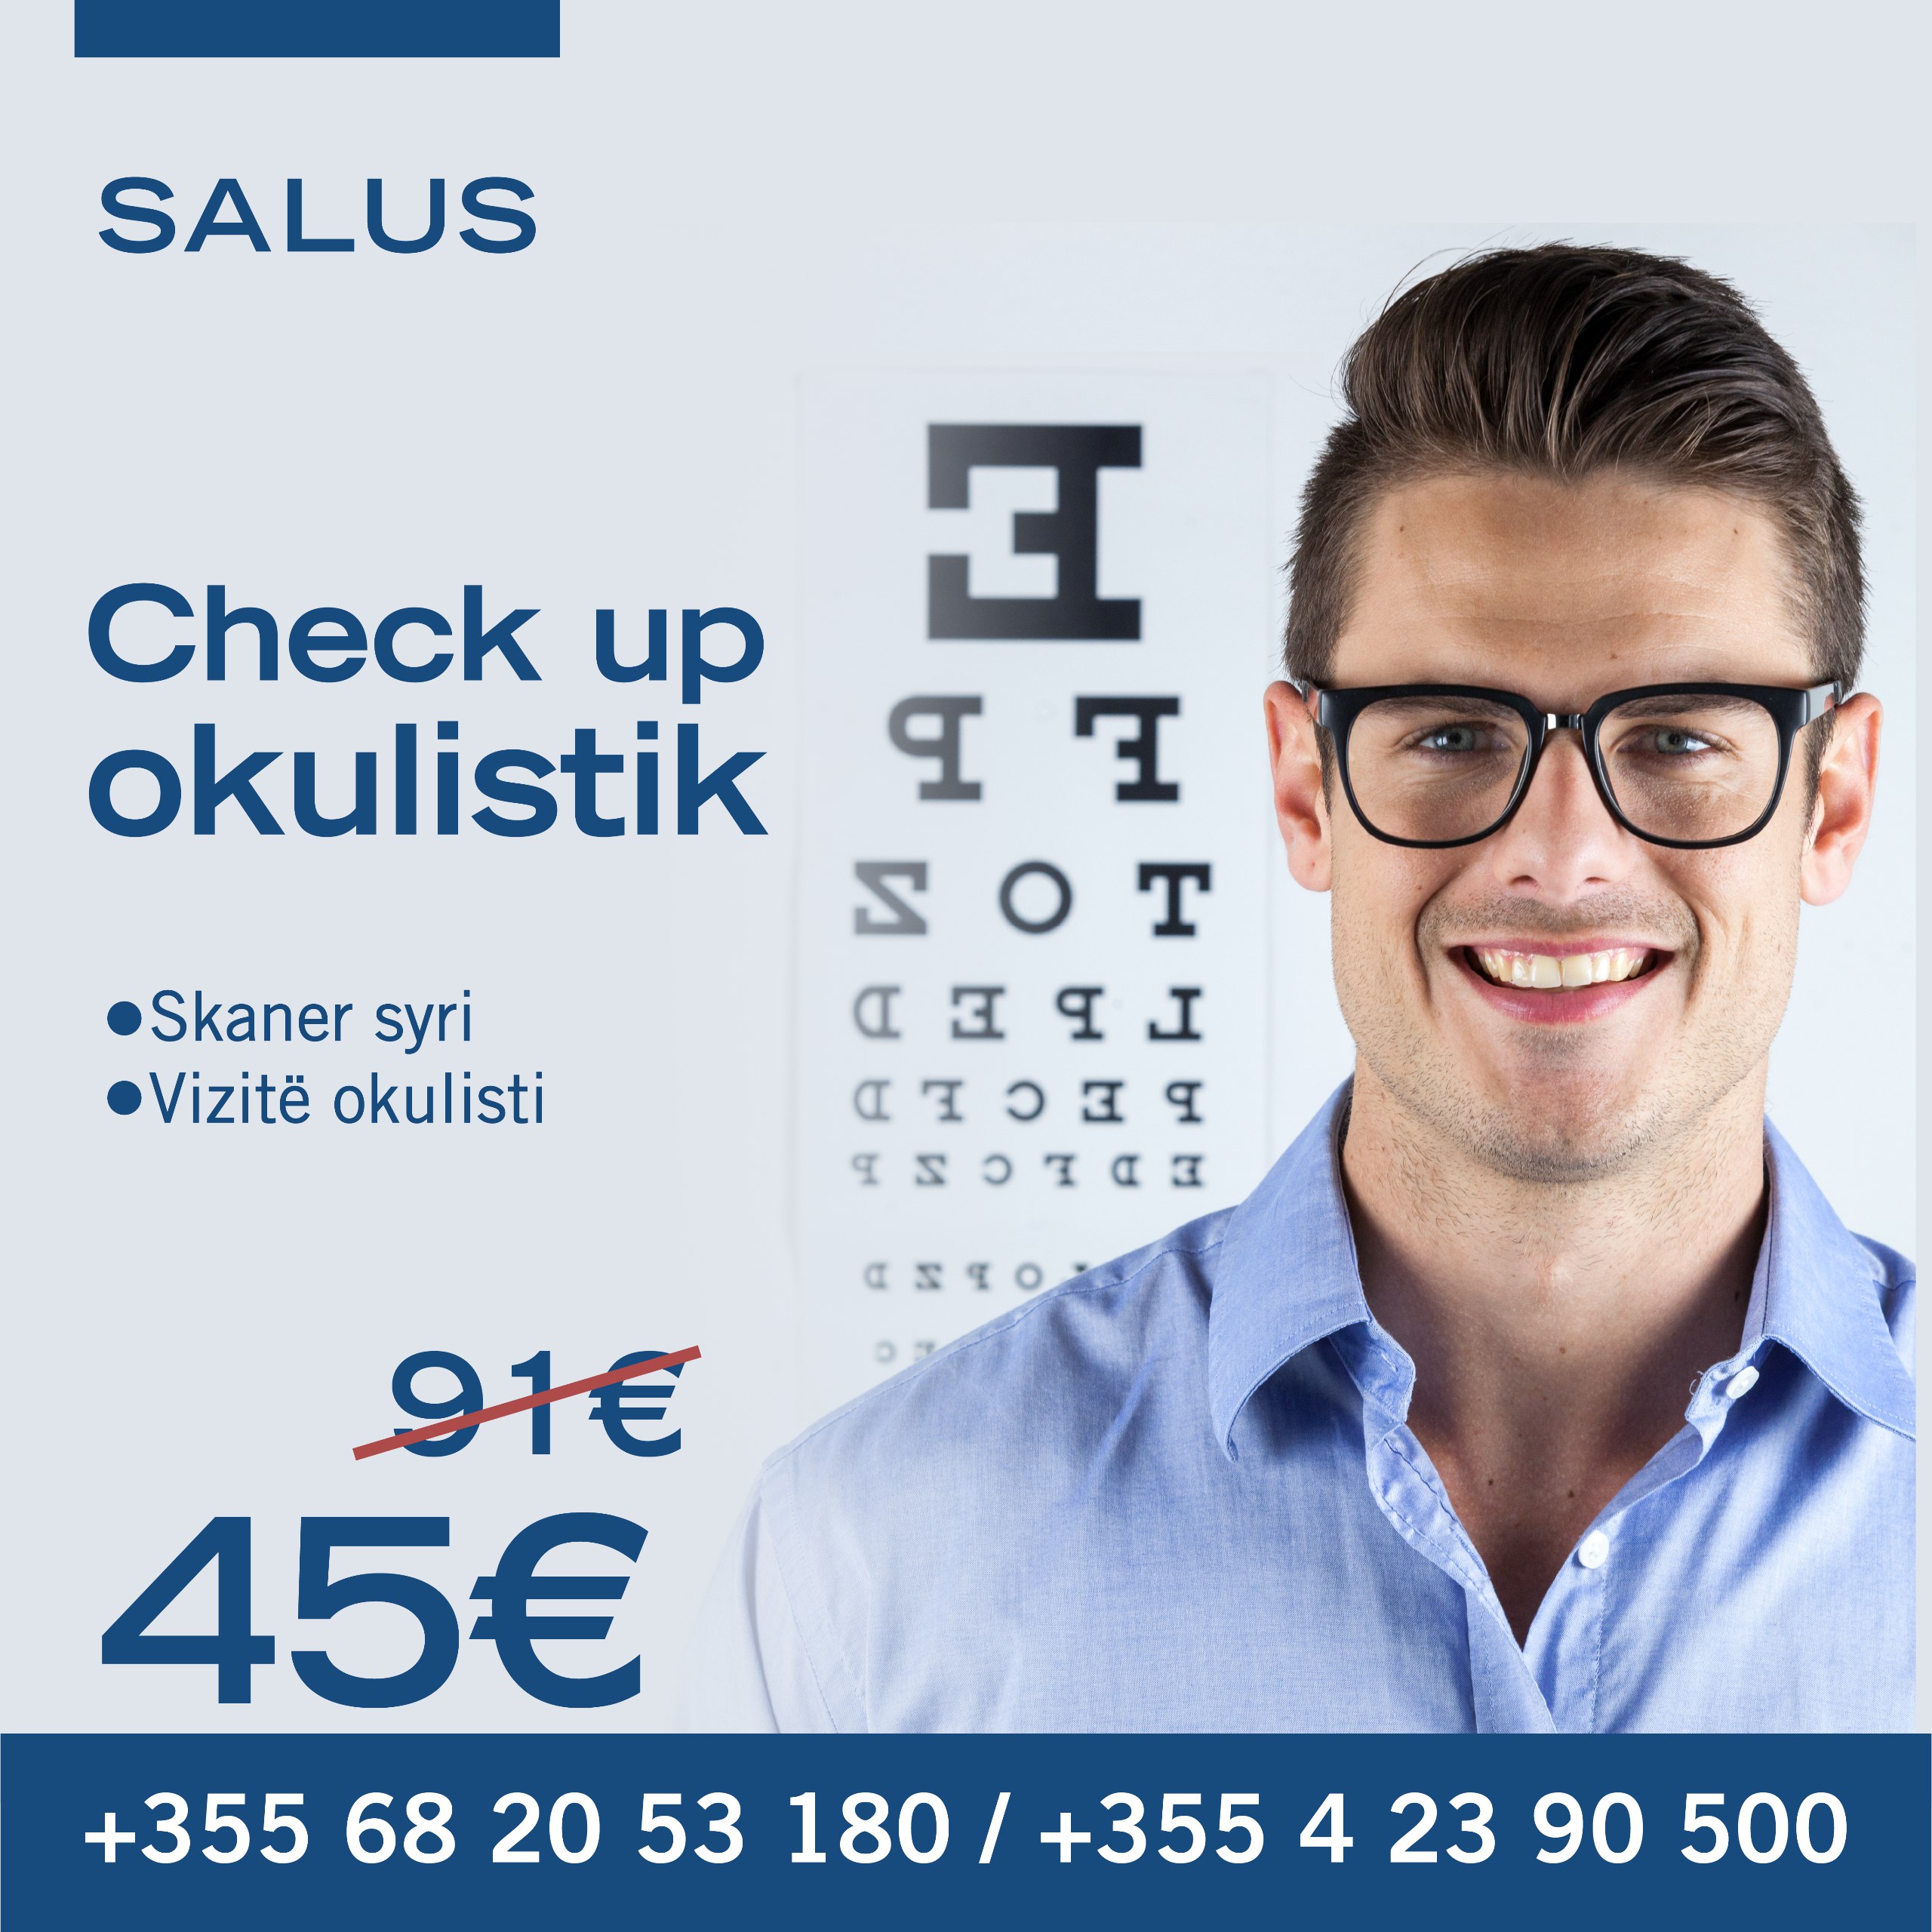 SALUS
Check up
okulistik
●Skaner syri
●Vizitë okulisti
91€
45€
+355 68 20 53 180 / +355 4 23 90 500
E
P F
Z O T
D E P L
D F C E P
P Z C F D E
D Z P O